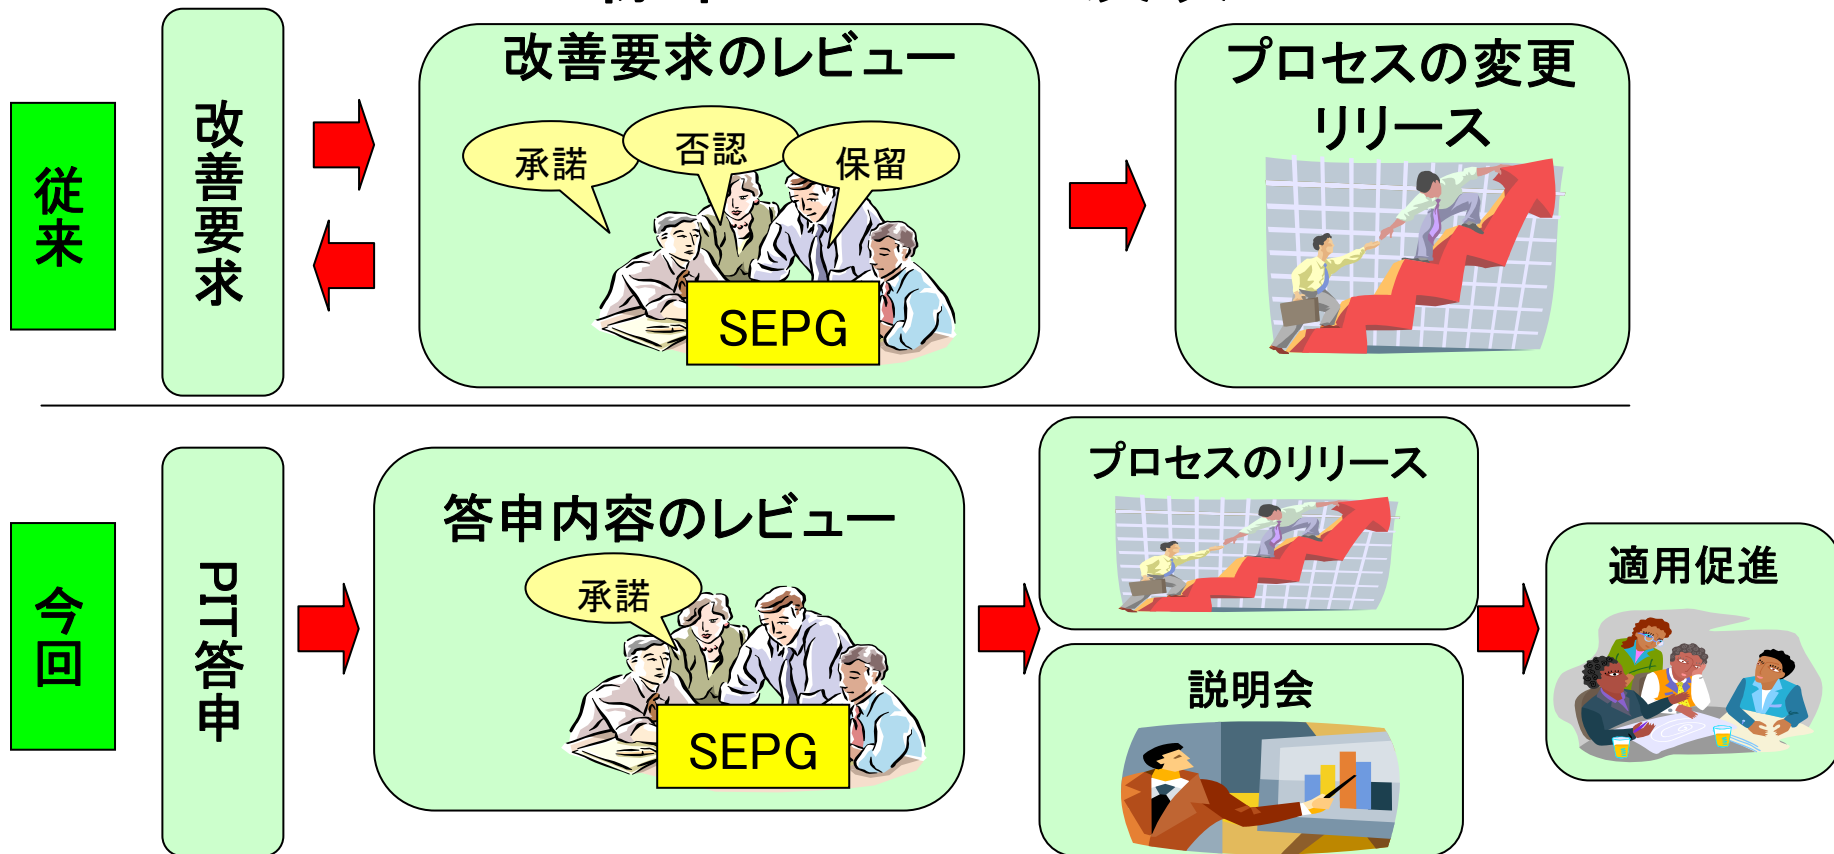 従来
改善要求
改善要求のレビュー
承諾
否認
保留
SEPG
プロセスの変更
リリース
今回
PIT答申
答申内容のレビュー
承諾
SEPG
プロセスのリリース
説明会
適用促進